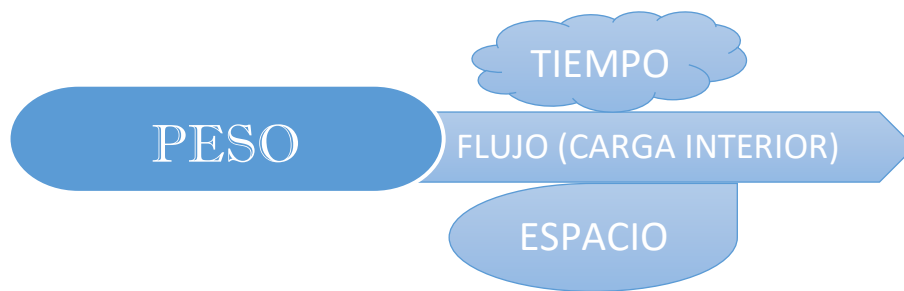 TIEMPO
PESO
FLUJO (CARGA INTERIOR)
ESPACIO